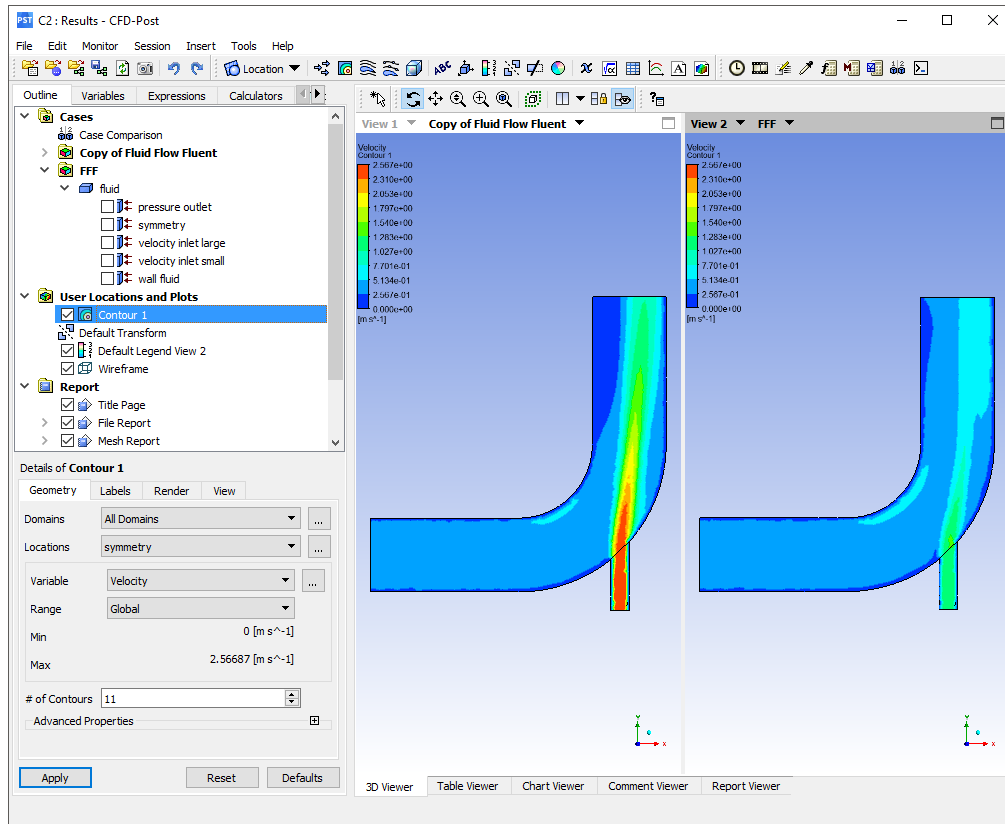 PST C2 : Results - CFD-Post
File Edit Monitor Session Insert Tools Help
Location
Outline Variables Expressions Calculators
Cases
Case Comparison
Copy of Fluid Flow Fluent
FFF
fluid
pressure outlet
symmetry
velocity inlet large
velocity inlet small
wall fluid
User Locations and Plots
Contour 1
Default Transform
Default Legend View 2
Wireframe
Report
Title Page
File Report
Mesh Report
Details of Contour 1
Geometry Labels Render View
Domains All Domains ...
Locations symmetry ...
Variable Velocity ...
Range Global
Min 0 [m s^-1]
Max 2.56687 [m s^-1]
# of Contours 11
Advanced Properties
Apply Reset Defaults
View 1 Copy of Fluid Flow Fluent
Velocity
Contour 1
2.567e+00
2.310e+00
2.053e+00
1.797e+00
1.540e+00
1.283e+00
1.027e+00
7.701e-01
5.134e-01
2.567e-01
0.000e+00
[m s^-1]
Y
X
View 2 FFF
Velocity
Contour 1
2.567e+00
2.310e+00
2.053e+00
1.797e+00
1.540e+00
1.283e+00
1.027e+00
7.701e-01
5.134e-01
2.567e-01
0.000e+00
[m s^-1]
Y
X
3D Viewer Table Viewer Chart Viewer Comment Viewer Report Viewer